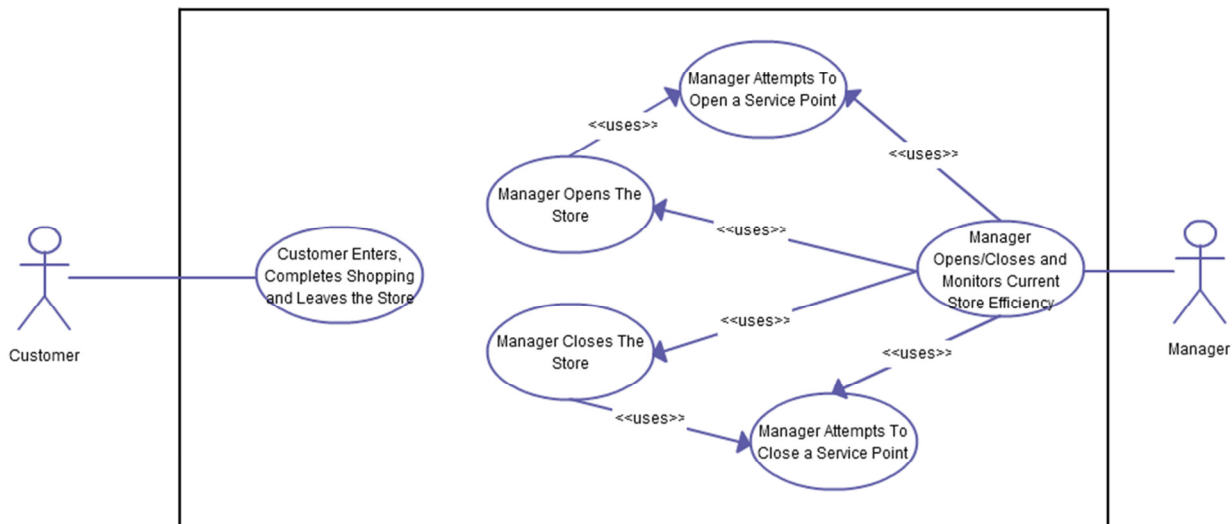 Manager Attempts To
Open a Service Point
<<uses>>
<<uses>>
Manager Opens The
Store
<<uses>>
Customer Enters,
Completes Shopping
and Leaves the Store
Manager
Opens/Closes and
Monitors Current
Store Efficiency
Customer
Manager
<<uses>>
Manager Closes The
Store
<<uses>>
<<uses>>
Manager Attempts To
Close a Service Point